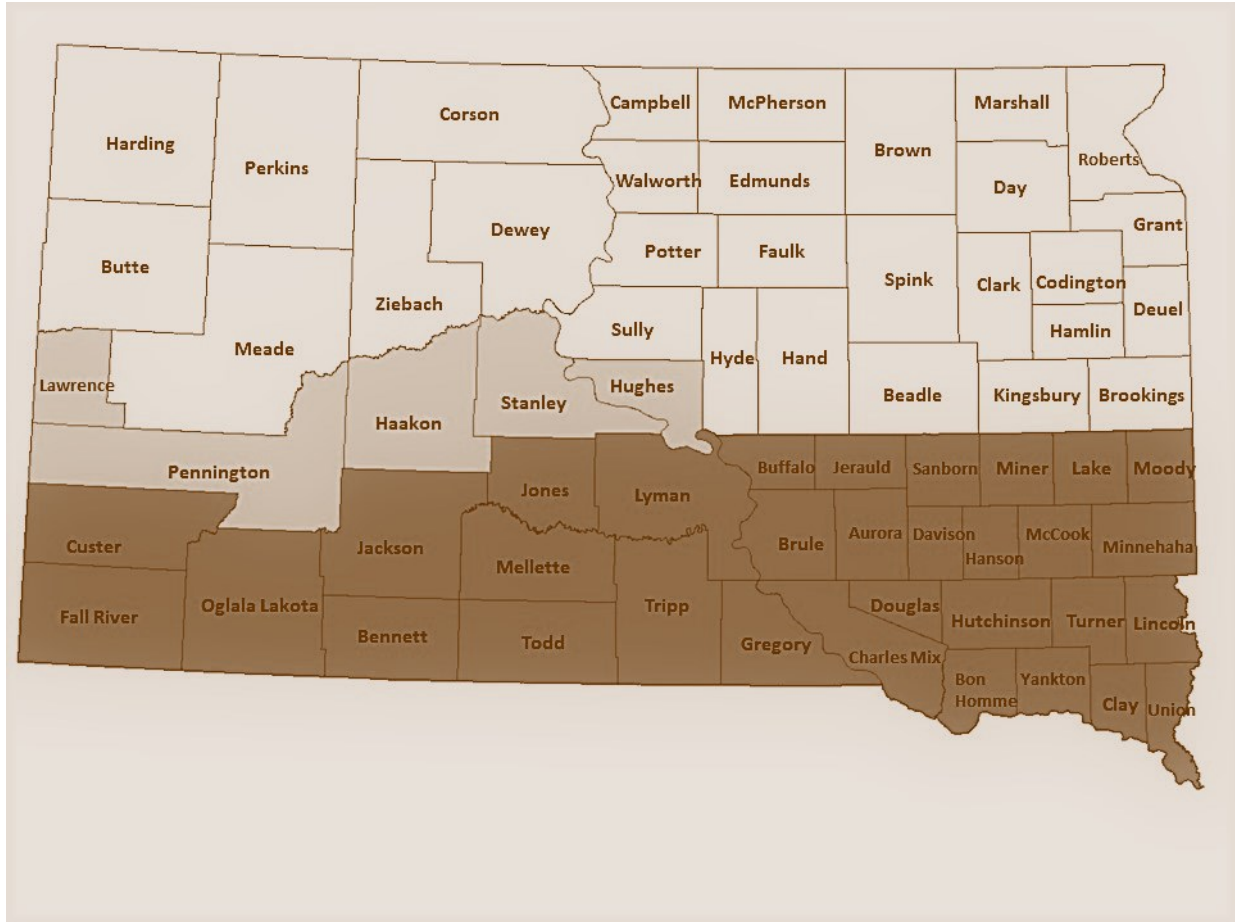 Campbell
McPherson
Marshall
Corson
Harding
Brown
Roberts
Perkins
Walworth
Edmunds
Day
Dewey
Grant
Potter
Faulk
Butte
Spink
Clark
Codington
Ziebach
Deuel
Sully
Hamlin
Meade
Hyde
Hand
Lawrence
Hughes
Beadle
Kingsbury
Brookings
Stanley
Haakon
Pennington
Buffalo
Jerauld
Sanborn
Miner
Lake
Moody
Jones
Lyman
Custer
Jackson
Brule
Aurora
Davison
Hanson
McCook
Minnehaha
Mellette
Fall River
Oglala Lakota
Tripp
Douglas
Hutchinson
Turner
Lincoln
Bennett
Todd
Gregory
Charles Mix
Bon
Homme
Yankton
Clay
Union